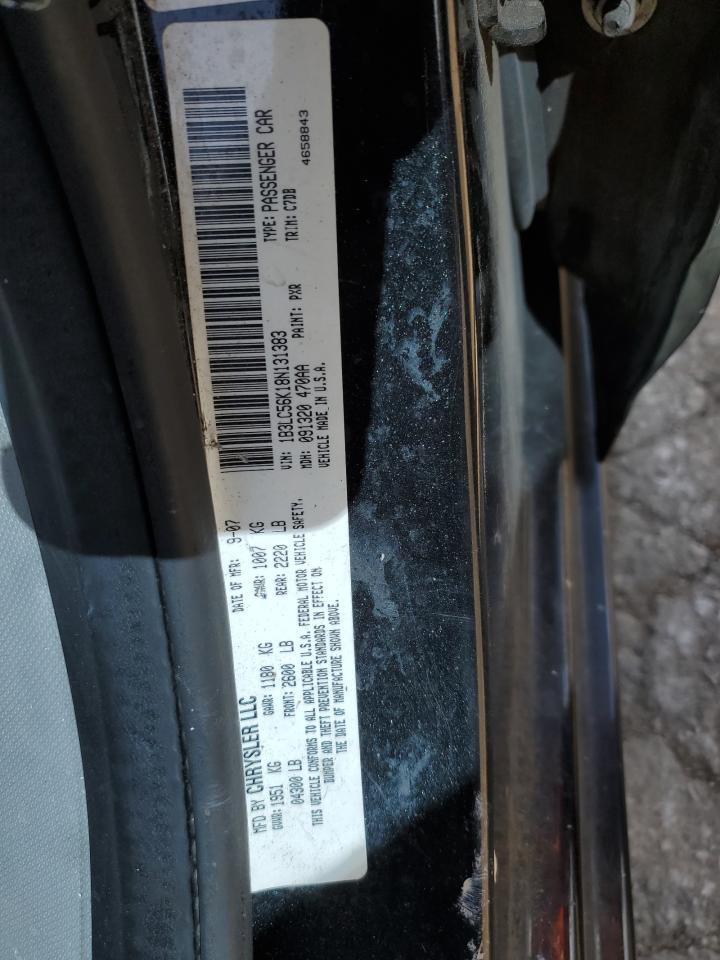 MFD BY CHRYSLER LLC DATE OF MFR: 9-07
GVWR: 1951 KG GAWR: 1180 KG GAWR: 1007 KG
04300 LB FRONT: 2600 LB REAR: 2220 LB
THIS VEHICLE CONFORMS TO ALL APPLICABLE U.S.A. FEDERAL MOTOR VEHICLE SAFETY,
BUMPER AND THEFT PREVENTION STANDARDS IN EFFECT ON
THE DATE OF MANUFACTURE SHOWN ABOVE.
VIN: 1B3LC56K18N131383 TYPE: PASSENGER CAR
MDH: 091320 470AA PAINT: PXR TRIM: C7DB
VEHICLE MADE IN U.S.A. 4658843